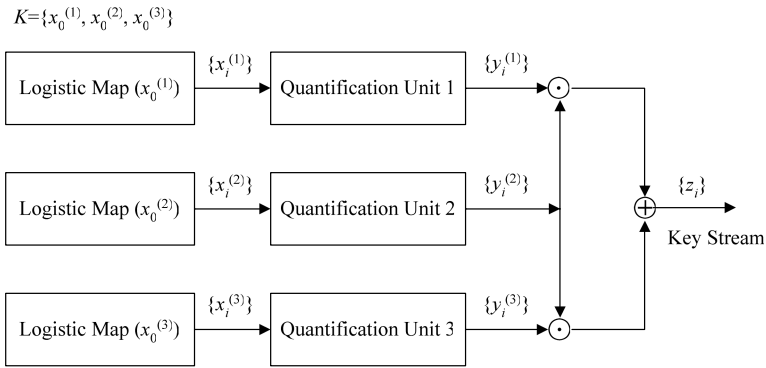 K={x₀⁽¹⁾, x₀⁽²⁾, x₀⁽³⁾}
Logistic Map (x₀⁽¹⁾)
{xᵢ⁽¹⁾}
Quantification Unit 1
{yᵢ⁽¹⁾}
Logistic Map (x₀⁽²⁾)
{xᵢ⁽²⁾}
Quantification Unit 2
{yᵢ⁽²⁾}
{zᵢ}
Key Stream
Logistic Map (x₀⁽³⁾)
{xᵢ⁽³⁾}
Quantification Unit 3
{yᵢ⁽³⁾}